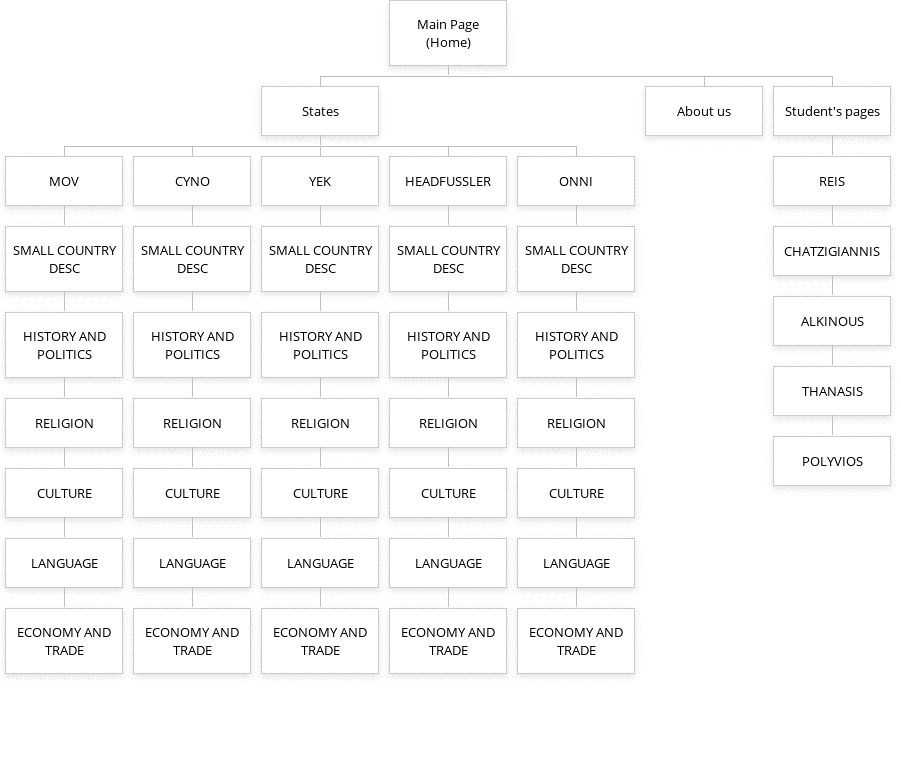 Main Page
(Home)
States
About us
Student's pages
MOV
CYNO
YEK
HEADFUSSLER
ONNI
REIS
SMALL COUNTRY
DESC
SMALL COUNTRY
DESC
SMALL COUNTRY
DESC
SMALL COUNTRY
DESC
SMALL COUNTRY
DESC
CHATZIGIANNIS
HISTORY AND
POLITICS
HISTORY AND
POLITICS
HISTORY AND
POLITICS
HISTORY AND
POLITICS
HISTORY AND
POLITICS
ALKINOUS
THANASIS
RELIGION
RELIGION
RELIGION
RELIGION
RELIGION
POLYVIOS
CULTURE
CULTURE
CULTURE
CULTURE
CULTURE
LANGUAGE
LANGUAGE
LANGUAGE
LANGUAGE
LANGUAGE
ECONOMY AND
TRADE
ECONOMY AND
TRADE
ECONOMY AND
TRADE
ECONOMY AND
TRADE
ECONOMY AND
TRADE